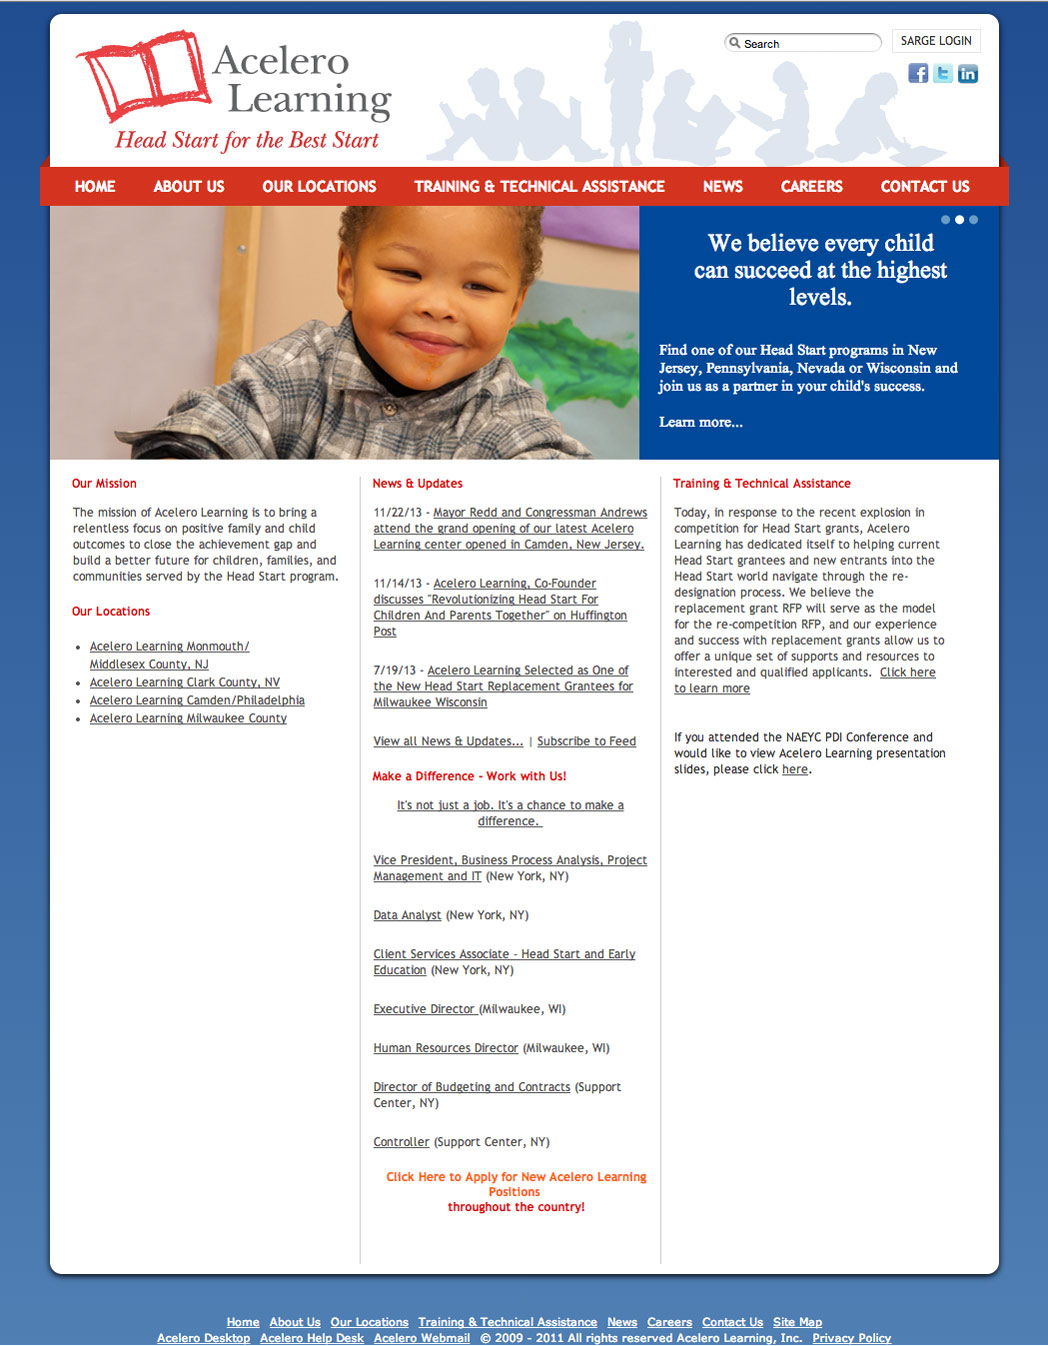 Acelero
Learning
Head Start for the Best Start
Search
SARGE LOGIN
HOME
ABOUT US
OUR LOCATIONS
TRAINING & TECHNICAL ASSISTANCE
NEWS
CAREERS
CONTACT US
We believe every child
can succeed at the highest
levels.
Find one of our Head Start programs in New
Jersey, Pennsylvania, Nevada or Wisconsin and
join us as a partner in your child's success.
Learn more...
Our Mission
The mission of Acelero Learning is to bring a
relentless focus on positive family and child
outcomes to close the achievement gap and
build a better future for children, families, and
communities served by the Head Start program.
Our Locations
Acelero Learning Monmouth/
Middlesex County, NJ
Acelero Learning Clark County, NV
Acelero Learning Camden/Philadelphia
Acelero Learning Milwaukee County
News & Updates
11/22/13 - Mayor Redd and Congressman Andrews
attend the grand opening of our latest Acelero
Learning center opened in Camden, New Jersey.
11/14/13 - Acelero Learning, Co-Founder
discusses "Revolutionizing Head Start For
Children And Parents Together" on Huffington
Post
7/19/13 - Acelero Learning Selected as One of
the New Head Start Replacement Grantees for
Milwaukee Wisconsin
View all News & Updates... | Subscribe to Feed
Make a Difference - Work with Us!
It's not just a job. It's a chance to make a
difference.
Vice President, Business Process Analysis, Project
Management and IT (New York, NY)
Data Analyst (New York, NY)
Client Services Associate - Head Start and Early
Education (New York, NY)
Executive Director (Milwaukee, WI)
Human Resources Director (Milwaukee, WI)
Director of Budgeting and Contracts (Support
Center, NY)
Controller (Support Center, NY)
Click Here to Apply for New Acelero Learning
Positions
throughout the country!
Training & Technical Assistance
Today, in response to the recent explosion in
competition for Head Start grants, Acelero
Learning has dedicated itself to helping current
Head Start grantees and new entrants into the
Head Start world navigate through the re-
designation process. We believe the
replacement grant RFP will serve as the model
for the re-competition RFP, and our experience
and success with replacement grants allow us to
offer a unique set of supports and resources to
interested and qualified applicants. Click here
to learn more
If you attended the NAEYC PDI Conference and
would like to view Acelero Learning presentation
slides, please click here.
Home About Us Our Locations Training & Technical Assistance News Careers Contact Us Site Map
Acelero Desktop Acelero Help Desk Acelero Webmail © 2009 - 2011 All rights reserved Acelero Learning, Inc. Privacy Policy